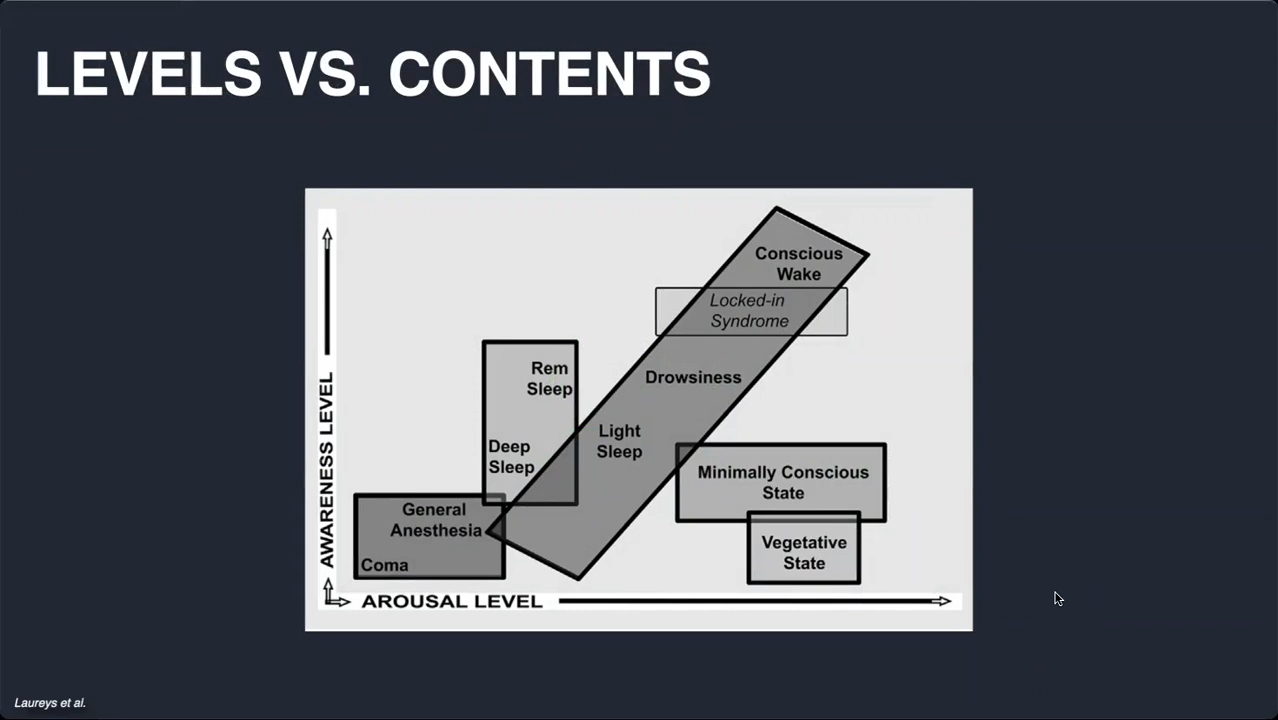 LEVELS VS. CONTENTS
Conscious
Wake
Locked-in
Syndrome
Rem
Sleep
Drowsiness
Light
Sleep
Deep
Sleep
Minimally Conscious
State
General
Anesthesia
Vegetative
State
Coma
AWARENESS LEVEL
AROUSAL LEVEL
Laureys et al.